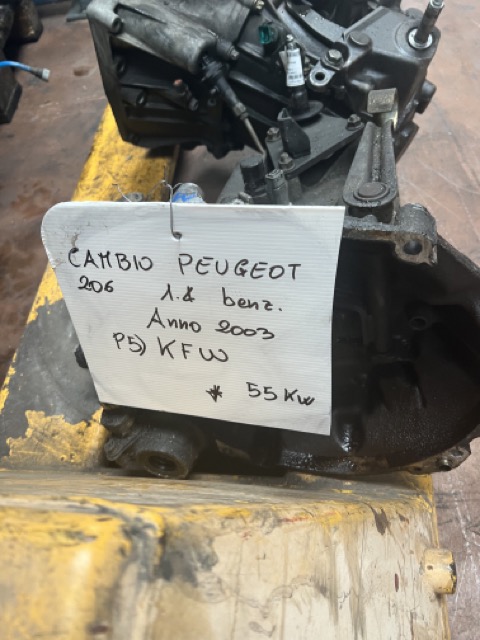 CAMBIO PEUGEOT
206 1.4 benz.
Anno 2003
P5) KFW
* 55 KW